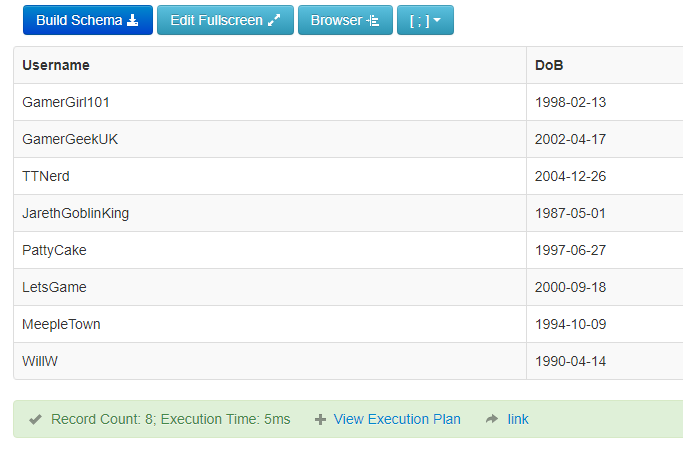 Build Schema Edit Fullscreen Browser [ ; ]
Username DoB
GamerGirl101 1998-02-13
GamerGeekUK 2002-04-17
TTNerd 2004-12-26
JarethGoblinKing 1987-05-01
PattyCake 1997-06-27
LetsGame 2000-09-18
MeepleTown 1994-10-09
WillW 1990-04-14
Record Count: 8; Execution Time: 5ms View Execution Plan link